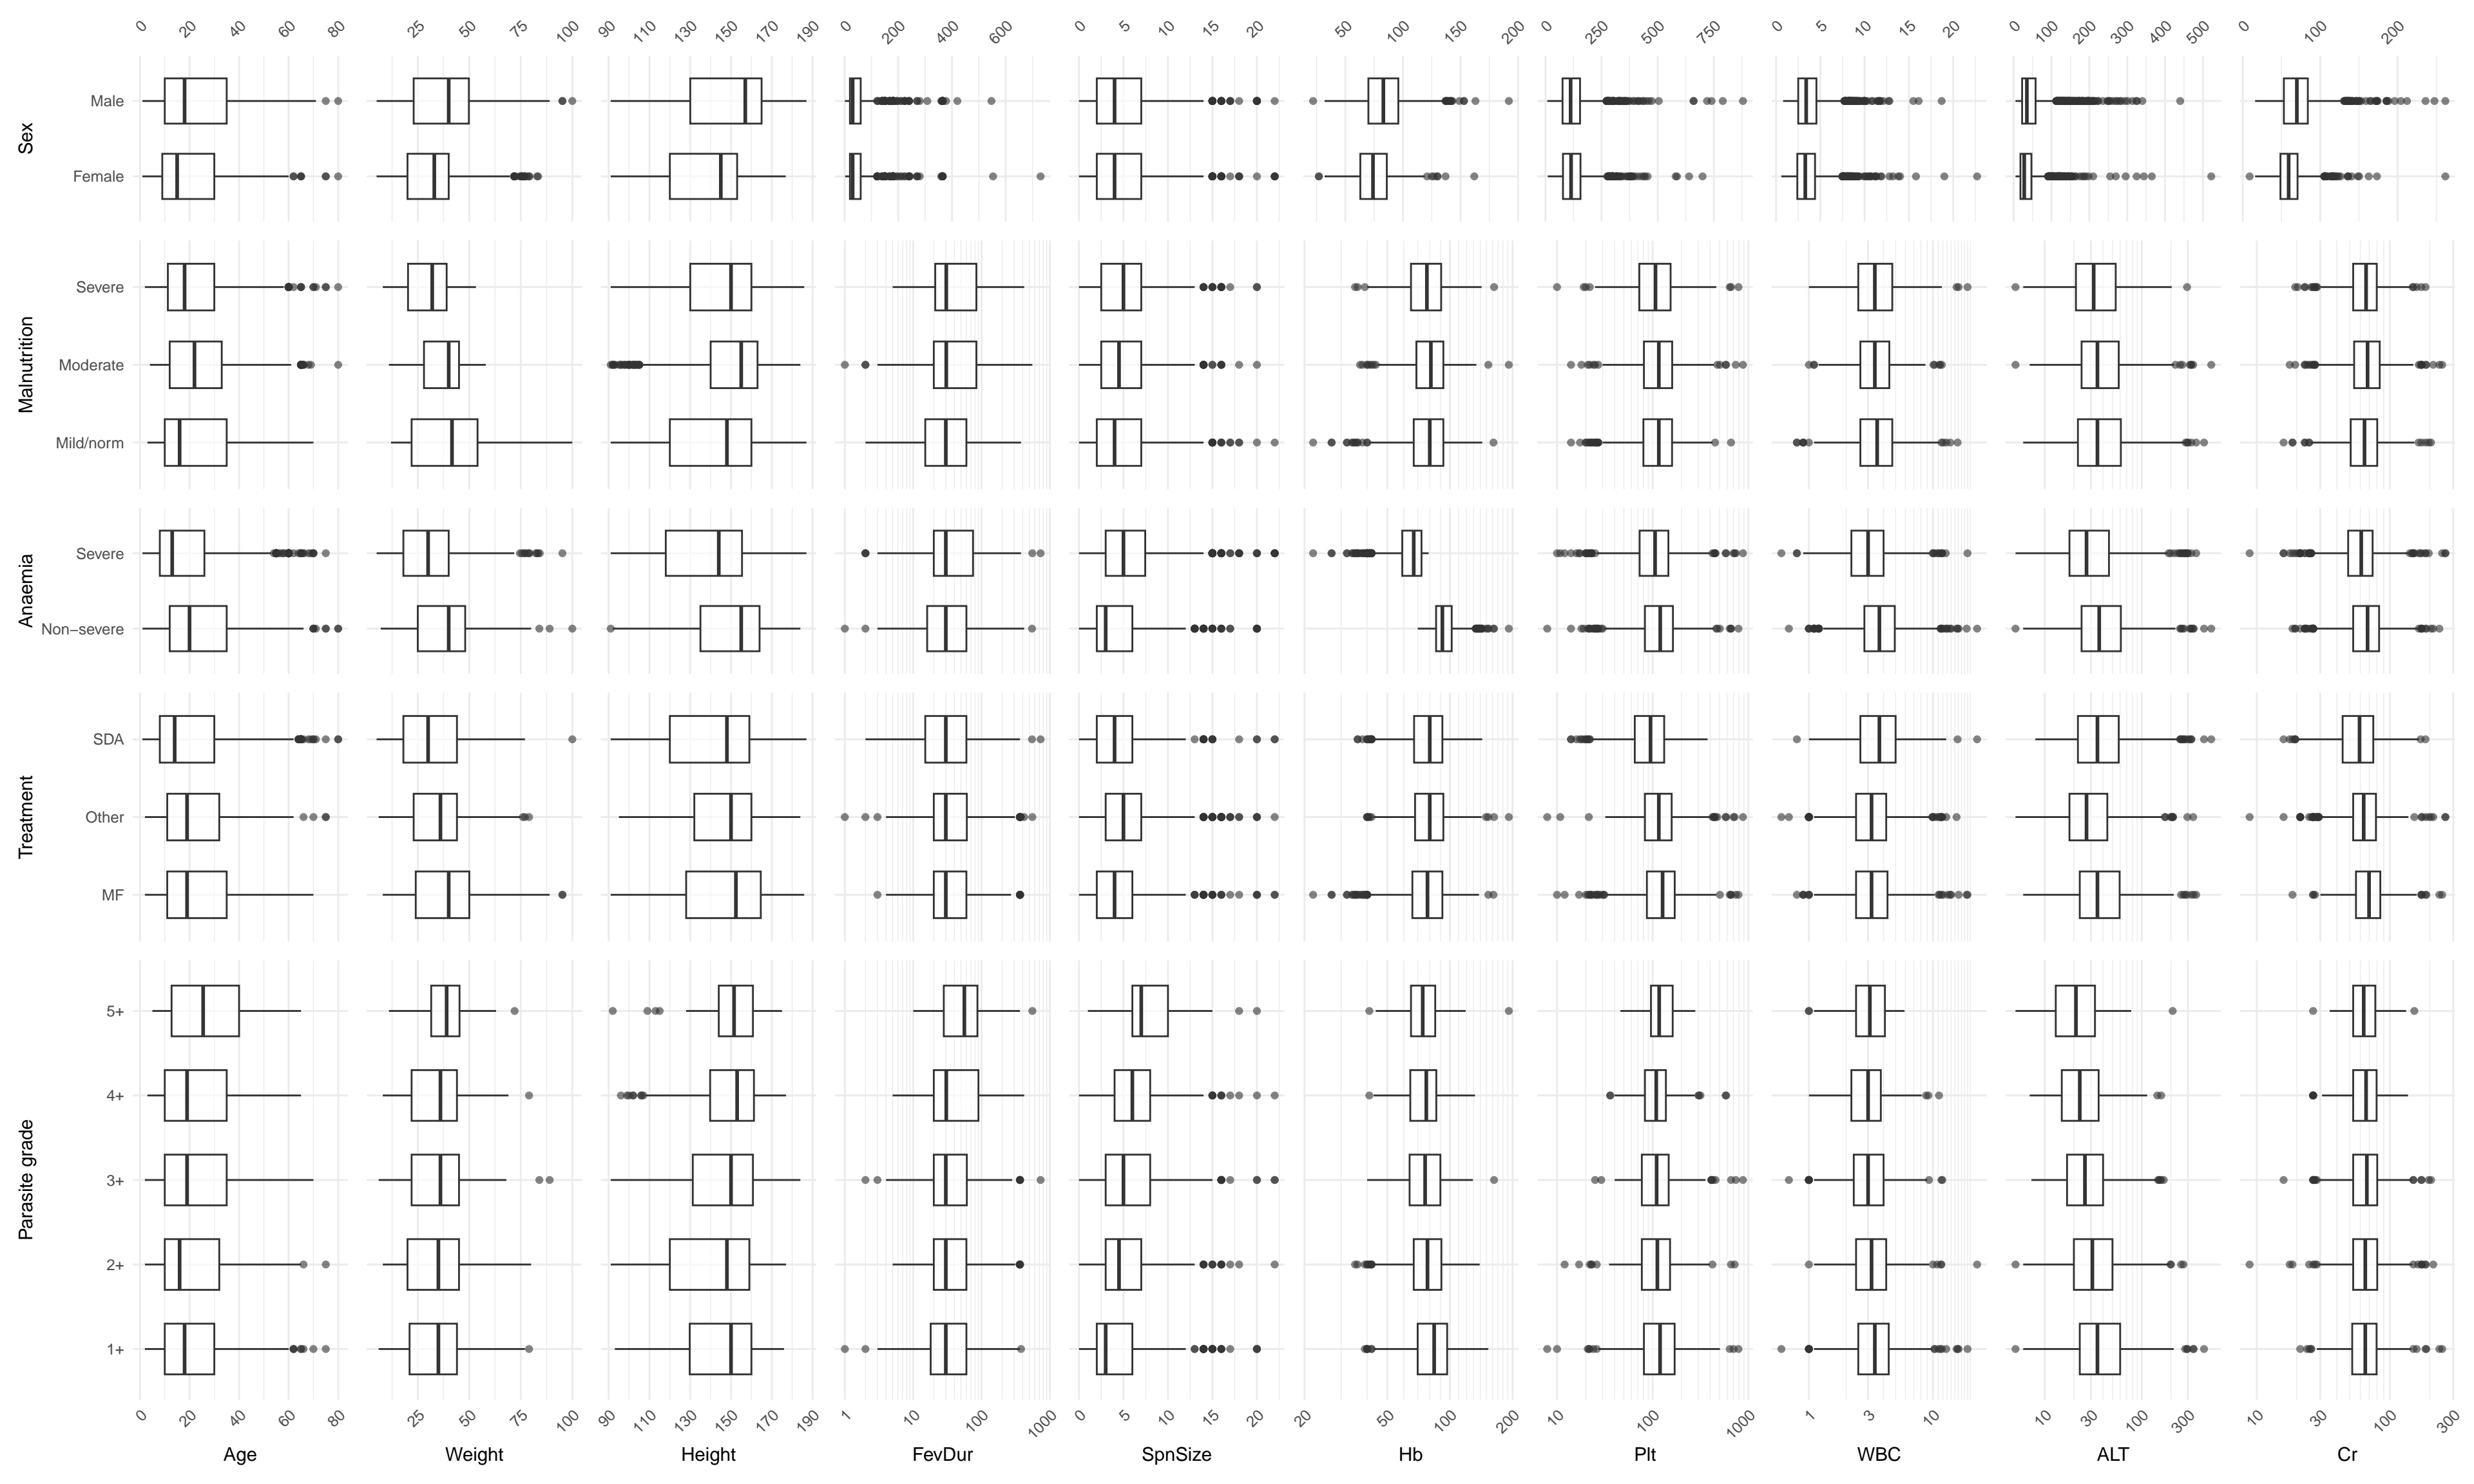 0 20 40 60 80 25 50 75 100 90 110 130 150 170 190 0 200 400 600 0 5 10 15 20 50 100 150 200 0 250 500 750 0 5 10 15 20 0 100 200 300 400 500 0 100 200
Sex
Male
Female
Malnutrition
Severe
Moderate
Mild/norm
Anaemia
Severe
Non−severe
Treatment
SDA
Other
MF
Parasite grade
5+
4+
3+
2+
1+
0 20 40 60 80 25 50 75 100 90 110 130 150 170 190 1 10 100 1000 0 5 10 15 20 20 50 100 200 10 100 1000 1 3 10 10 30 100 300 10 30 100 300
Age Weight Height FevDur SpnSize Hb Plt WBC ALT Cr